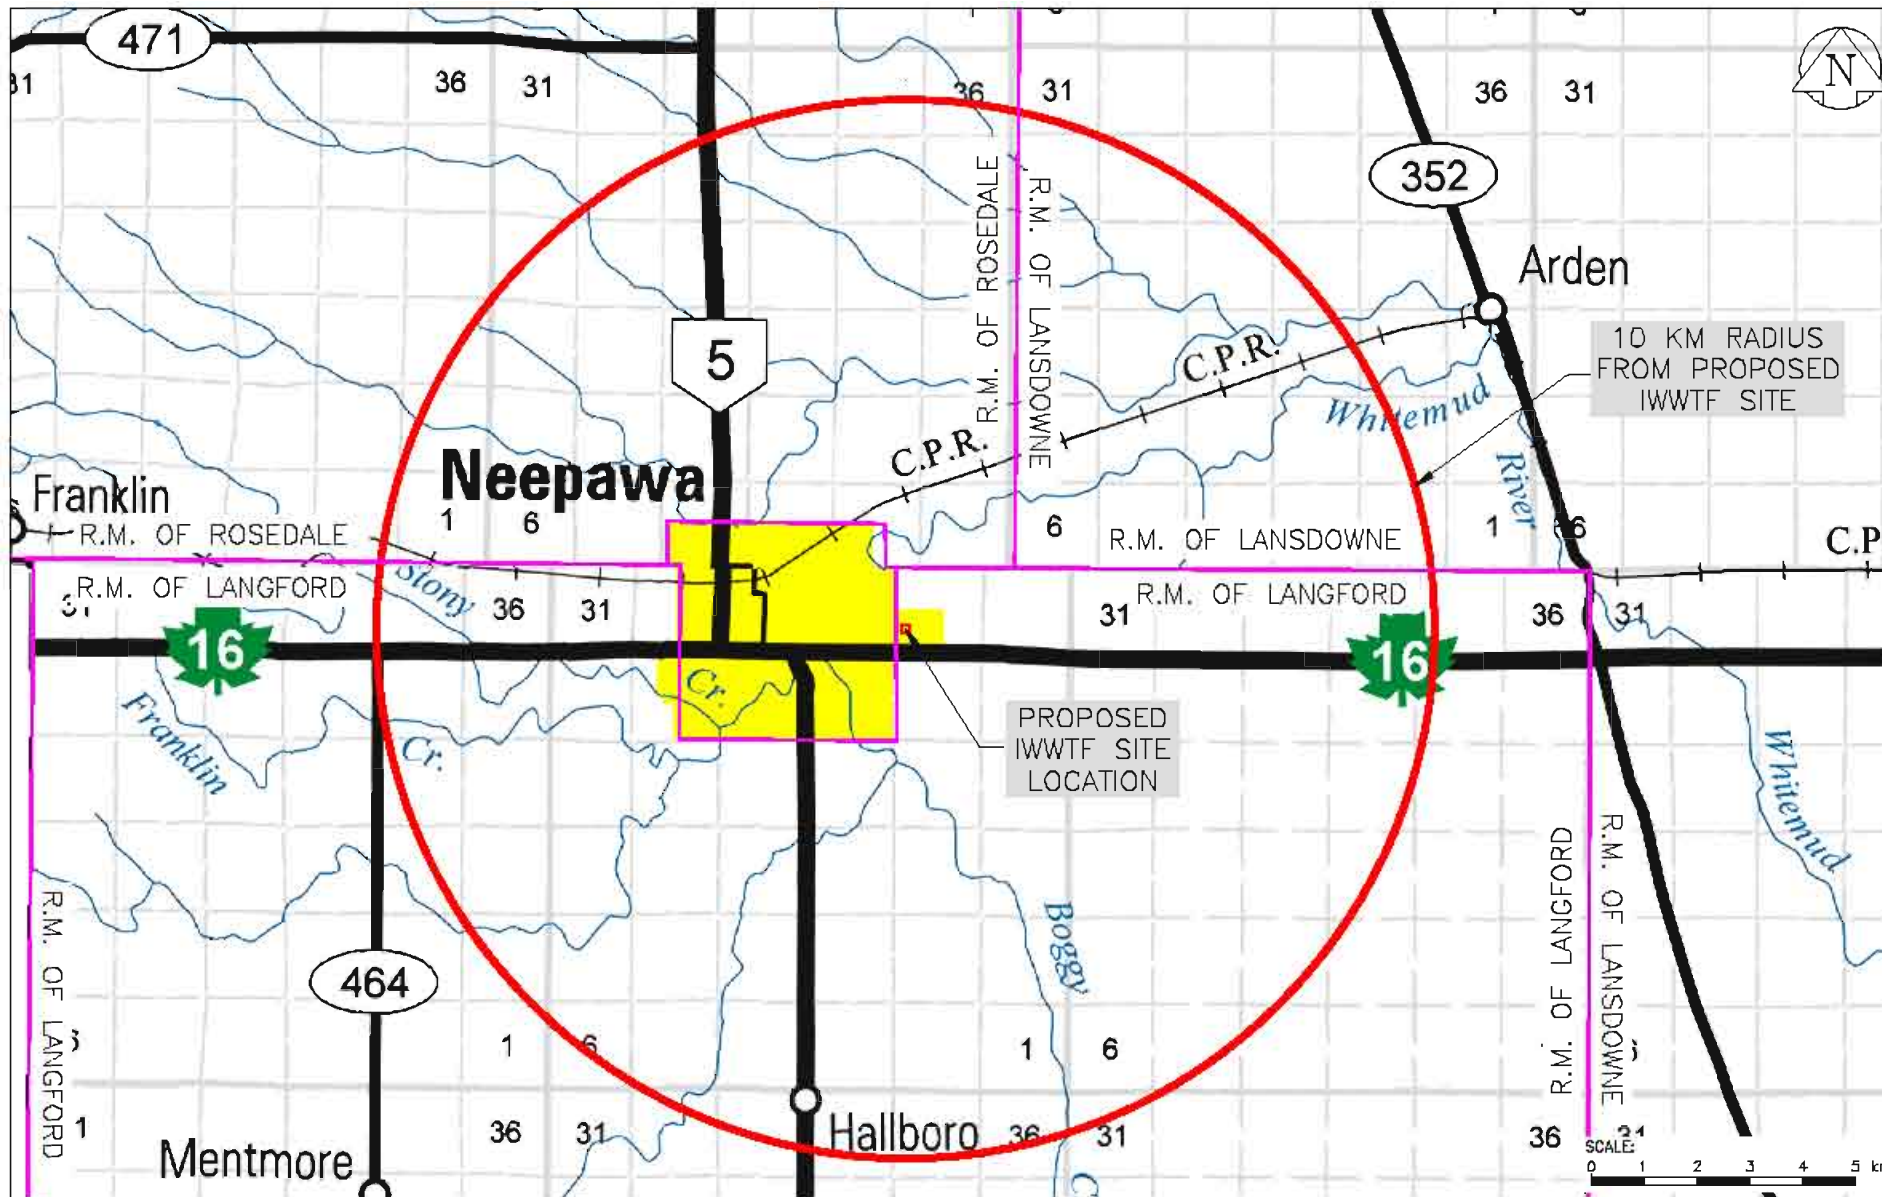 471
31
36 31
36 31
36 31
N
352
R.M. OF ROSEDALE
R.M. OF LANSDOWNE
Arden
10 KM RADIUS
FROM PROPOSED
IWWTF SITE
5
C.P.R.
Whitemud
River
C.P.R.
Neepawa
Franklin
1 6
6
1 6
R.M. OF ROSEDALE
R.M. OF LANSDOWNE
C.P
R.M. OF LANGFORD
R.M. OF LANGFORD
Stony
Cr.
36 31
31
36 31
16
16
Franklin
Cr.
PROPOSED
IWWTF SITE
LOCATION
Whitemud
Boggy
R.M. OF LANGFORD
R.M. OF LANGFORD
R.M. OF LANSDOWNE
464
1 6
1 6
1
36 31
36 31
36 31
Hallboro
Mentmore
C
SCALE:
0 1 2 3 4 5 km